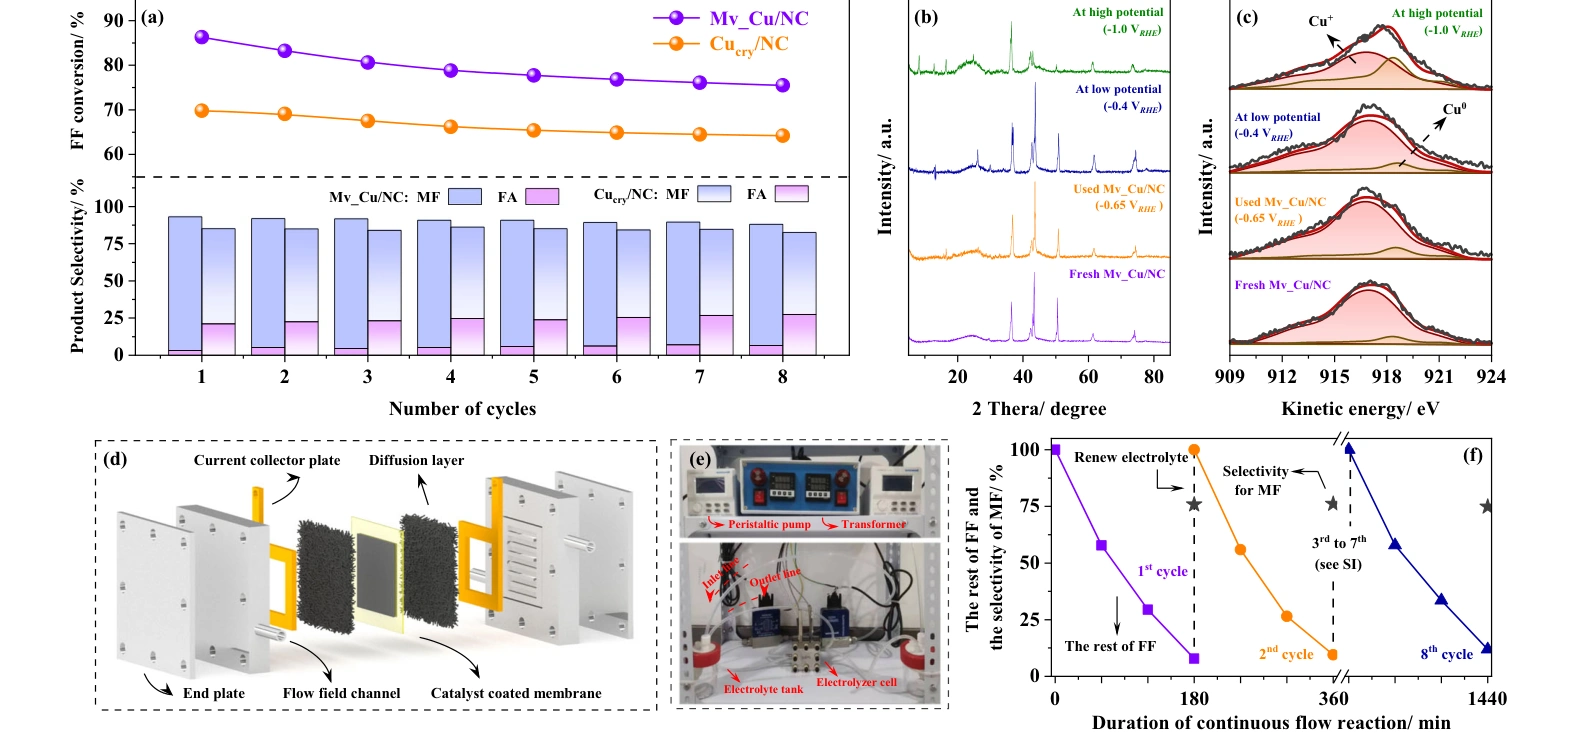 (a)
Mv_Cu/NC
Cucry/NC
FF conversion/ %
90
80
70
60
Mv_Cu/NC: MF FA
Cucry/NC: MF FA
Product Selectivity/ %
100
75
50
25
0
1 2 3 4 5 6 7 8
Number of cycles
(b)
At high potential
(-1.0 VRHE)
At low potential
(-0.4 VRHE)
Used Mv_Cu/NC
(-0.65 VRHE )
Fresh Mv_Cu/NC
Intensity/ a.u.
20 40 60 80
2 Thera/ degree
(c)
Cu+
At high potential
(-1.0 VRHE)
At low potential
(-0.4 VRHE)
Cu0
Used Mv_Cu/NC
(-0.65 VRHE )
Fresh Mv_Cu/NC
Intensity/ a.u.
909 912 915 918 921 924
Kinetic energy/ eV
(d)
Current collector plate
Diffusion layer
End plate
Flow field channel
Catalyst coated membrane
(e)
Peristaltic pump
Transformer
Inlet line
Outlet line
Electrolyte tank
Electrolyzer cell
(f)
The rest of FF and
the selectivity of MF/ %
100
75
50
25
0
Renew electrolyte
Selectivity
for MF
3rd to 7th
(see SI)
1st cycle
The rest of FF
2nd cycle
8th cycle
0 180 360 1440
Duration of continuous flow reaction/ min